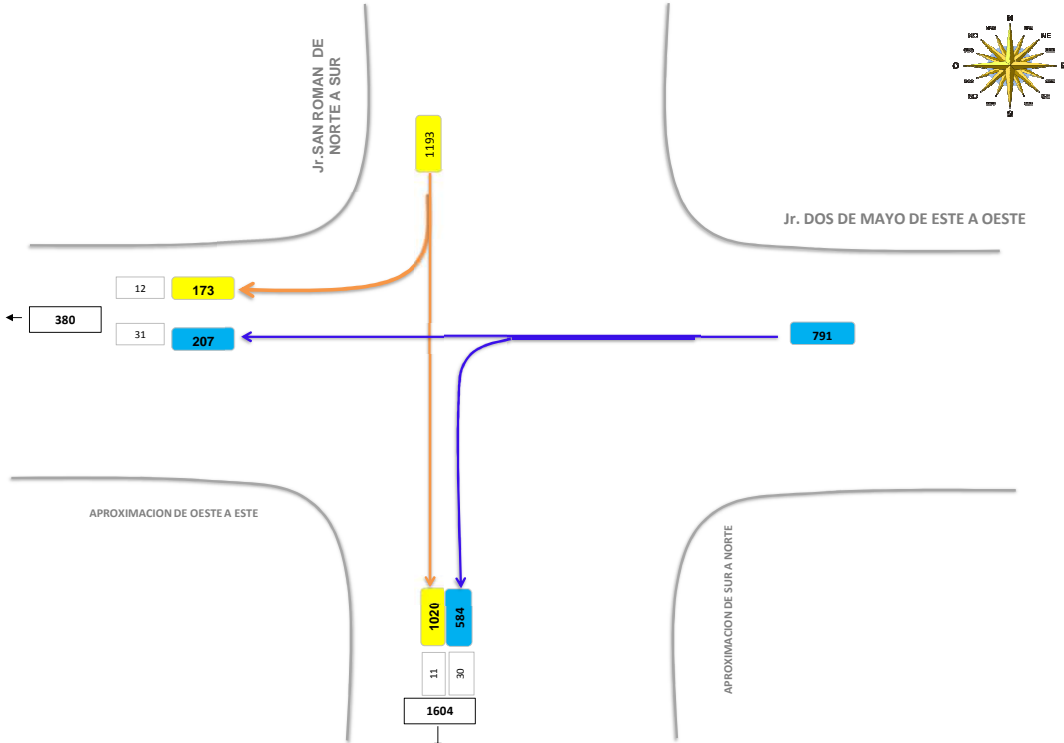 Jr.SAN ROMAN DE
NORTE A SUR
1193
N
NE
O
Jr. DOS DE MAYO DE ESTE A OESTE
12
173
380
31
207
791
APROXIMACION DE OESTE A ESTE
APROXIMACION DE SUR A NORTE
1020
584
11
30
1604